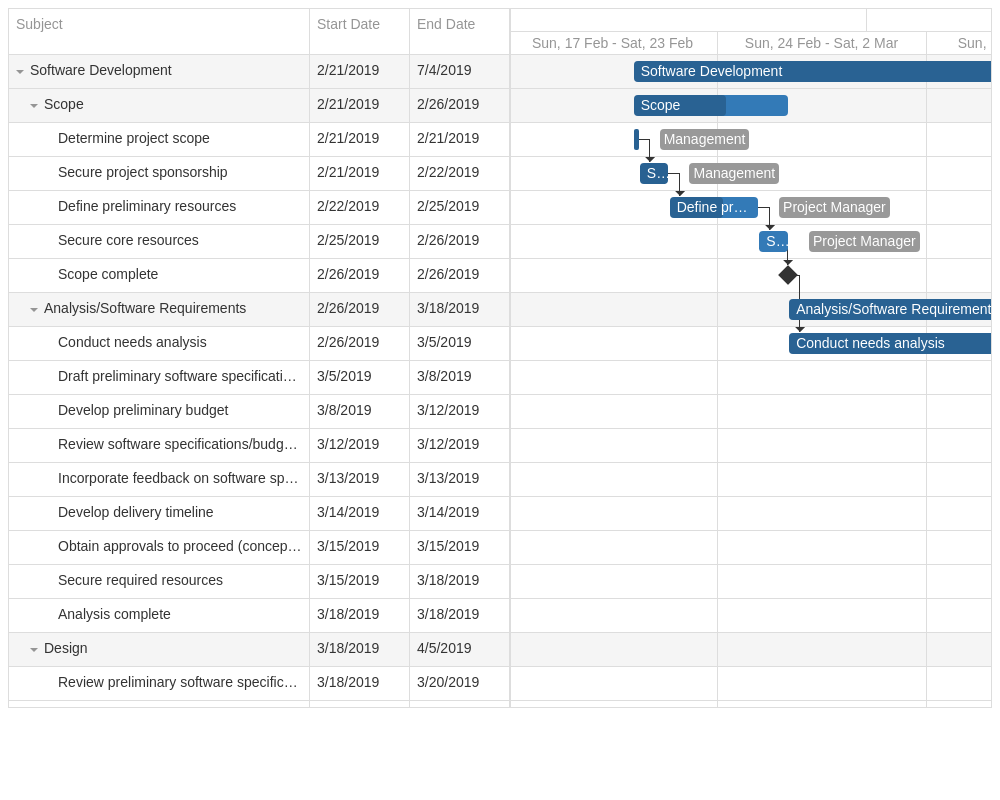 Subject Start Date End Date
Sun, 17 Feb - Sat, 23 Feb Sun, 24 Feb - Sat, 2 Mar Sun,
Software Development 2/21/2019 7/4/2019 Software Development
Scope 2/21/2019 2/26/2019 Scope
Determine project scope 2/21/2019 2/21/2019 Management
Secure project sponsorship 2/21/2019 2/22/2019 S… Management
Define preliminary resources 2/22/2019 2/25/2019 Define pr… Project Manager
Secure core resources 2/25/2019 2/26/2019 S… Project Manager
Scope complete 2/26/2019 2/26/2019
Analysis/Software Requirements 2/26/2019 3/18/2019 Analysis/Software Requirement
Conduct needs analysis 2/26/2019 3/5/2019 Conduct needs analysis
Draft preliminary software specificati… 3/5/2019 3/8/2019
Develop preliminary budget 3/8/2019 3/12/2019
Review software specifications/budg… 3/12/2019 3/12/2019
Incorporate feedback on software sp… 3/13/2019 3/13/2019
Develop delivery timeline 3/14/2019 3/14/2019
Obtain approvals to proceed (concep… 3/15/2019 3/15/2019
Secure required resources 3/15/2019 3/18/2019
Analysis complete 3/18/2019 3/18/2019
Design 3/18/2019 4/5/2019
Review preliminary software specific… 3/18/2019 3/20/2019